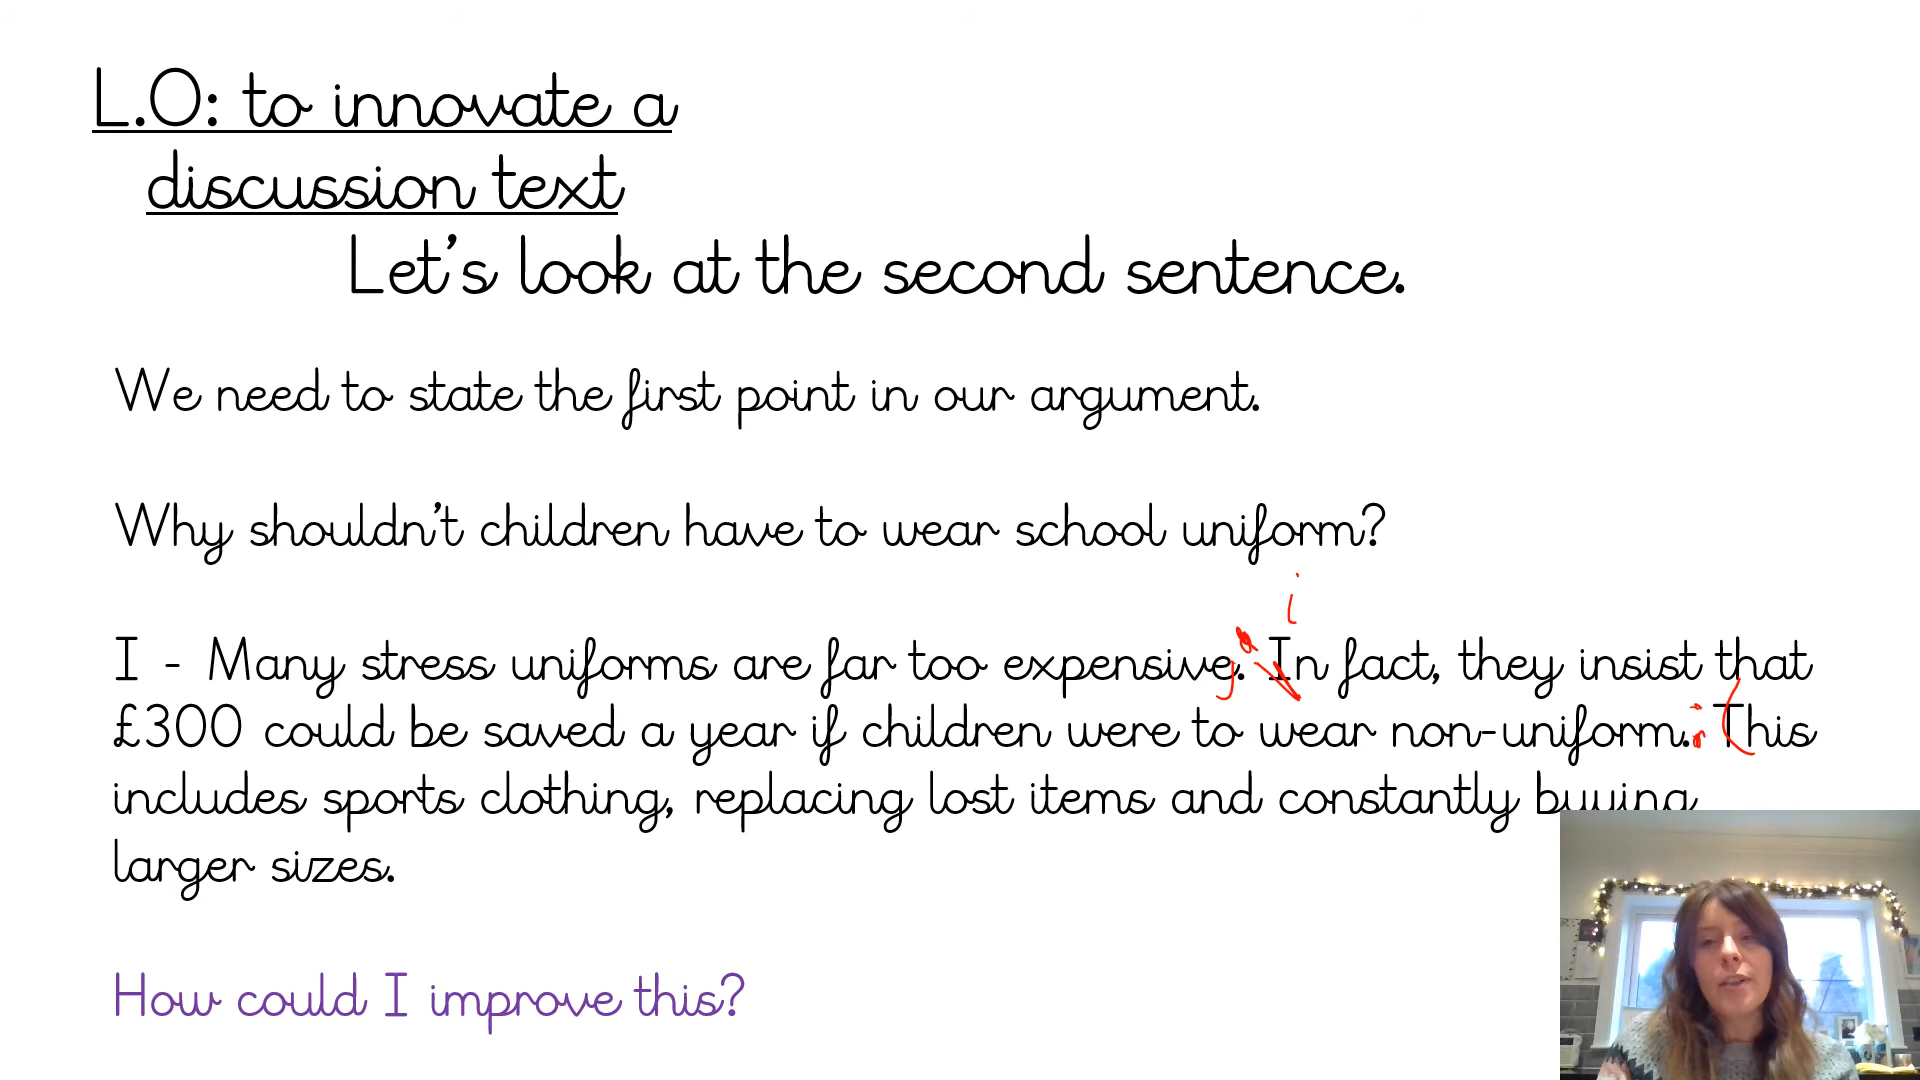 L.O: to innovate a
discussion text
Let's look at the second sentence.
We need to state the first point in our argument.
Why shouldn't children have to wear school uniform?
i
I - Many stress uniforms are far too expensive. In fact, they insist that
£300 could be saved a year if children were to wear non-uniform. This
includes sports clothing, replacing lost items and constantly buying
larger sizes.
How could I improve this?